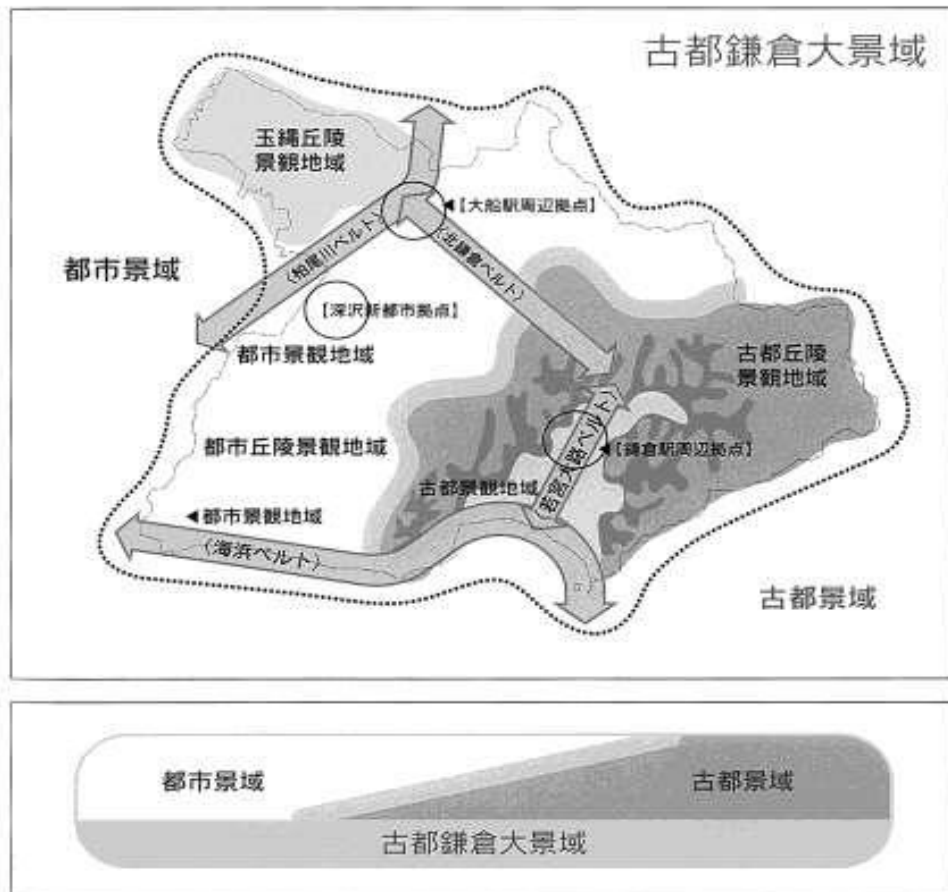 古都鎌倉大景域
玉縄丘陵
景観地域
◀【大船駅周辺拠点】
〈柏尾川ベルト〉
〈北鎌倉ベルト〉
都市景域
【深沢新都市拠点】
都市景観地域
古都丘陵
景観地域
都市丘陵景観地域
◀【鎌倉駅周辺拠点】
〈若宮大路ベルト〉
古都景観地域
◀都市景観地域
〈海浜ベルト〉
古都景域
都市景域
古都景域
古都鎌倉大景域